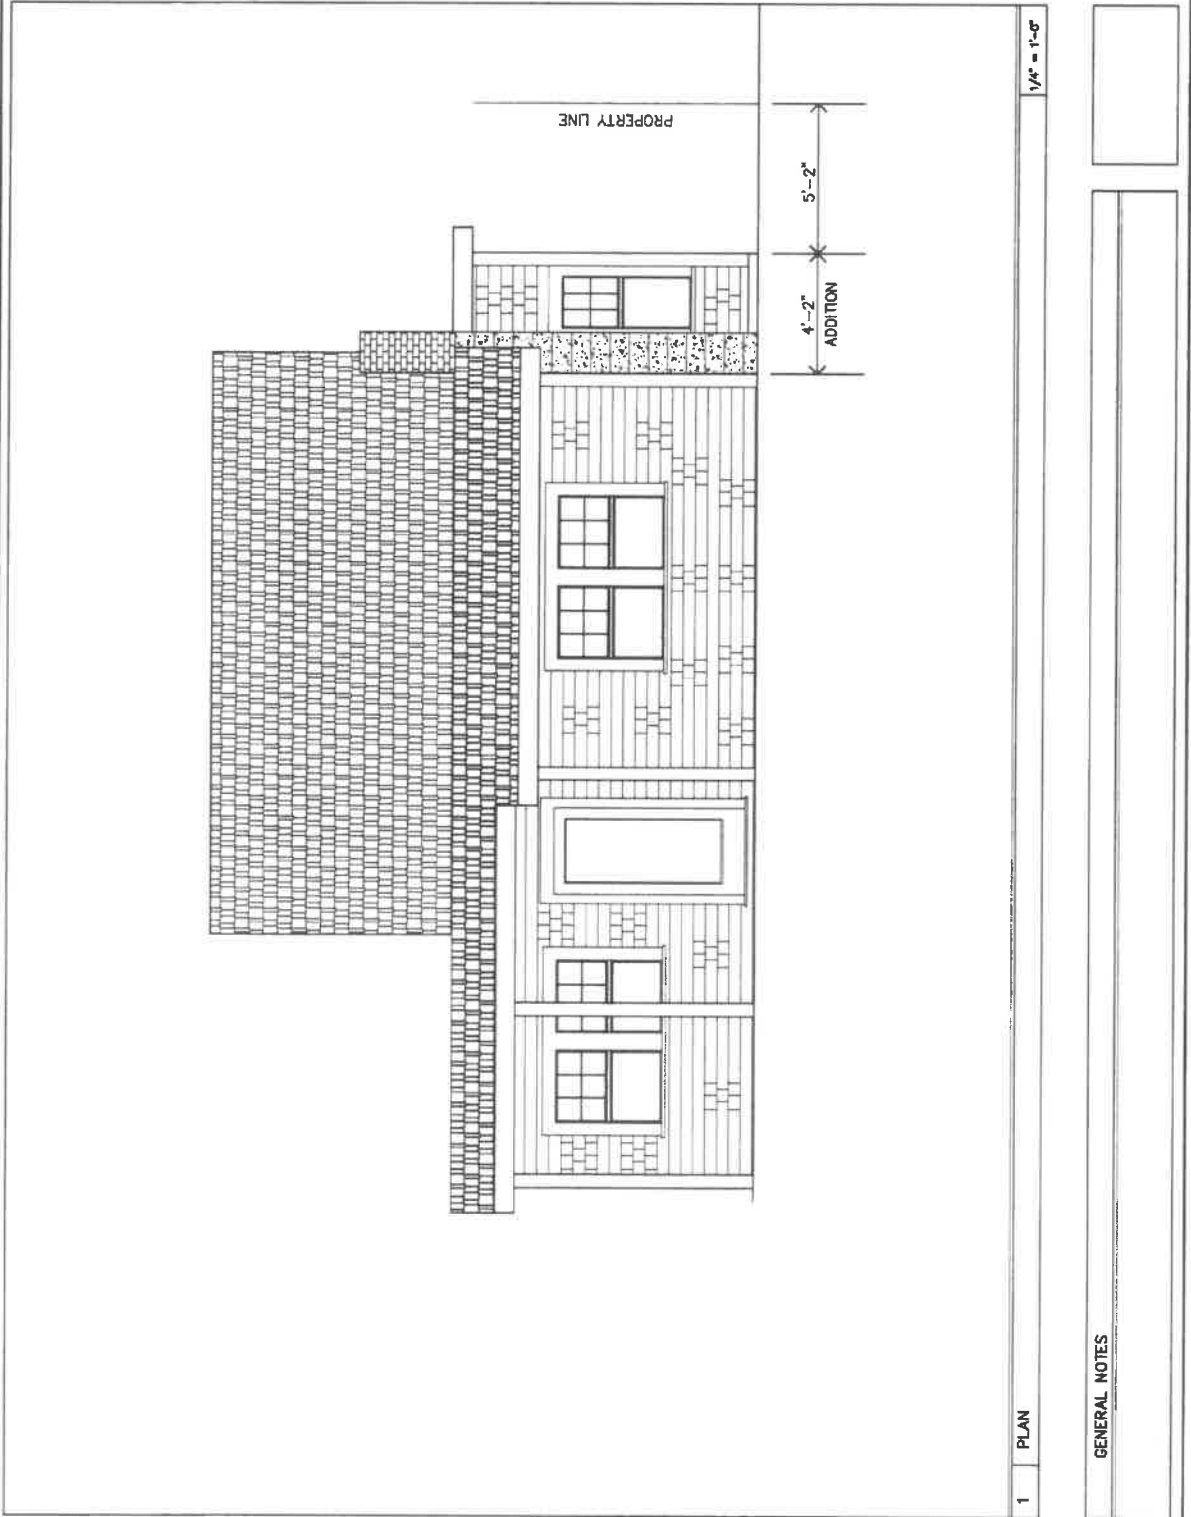 PROPERTY LINE
4'-2"
ADDITION
5'-2"
1
PLAN
1/4" = 1'-0"
GENERAL NOTES